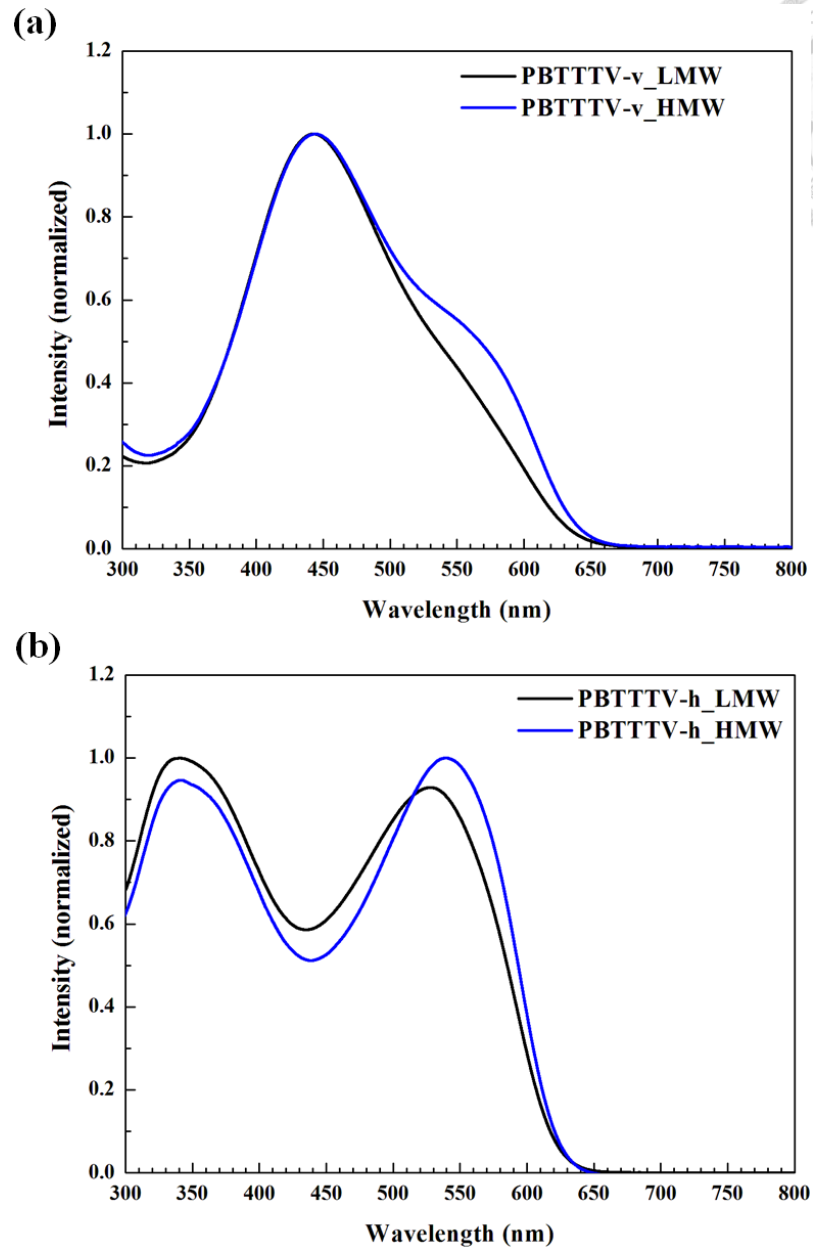 (a)
1.2
1.0
0.8
0.6
0.4
0.2
0.0
Intensity (normalized)
PBTTTV-v_LMW
PBTTTV-v_HMW
300 350 400 450 500 550 600 650 700 750 800
Wavelength (nm)
(b)
1.2
1.0
0.8
0.6
0.4
0.2
0.0
Intensity (normalized)
PBTTTV-h_LMW
PBTTTV-h_HMW
300 350 400 450 500 550 600 650 700 750 800
Wavelength (nm)